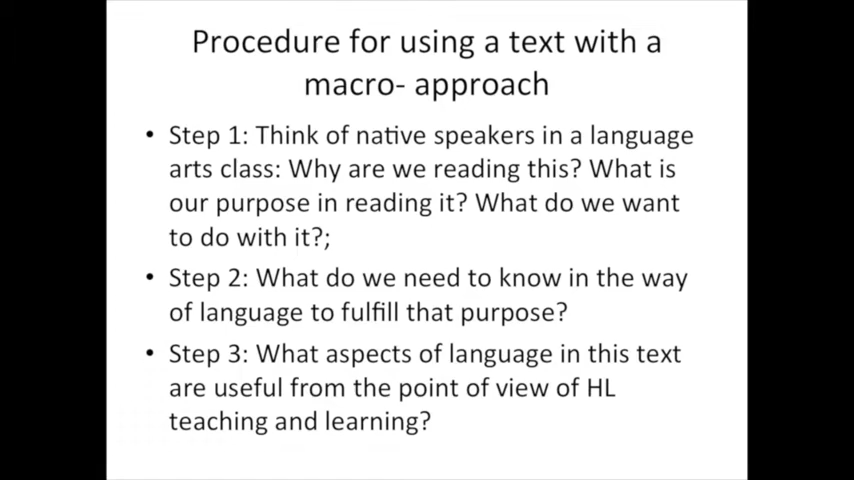 Procedure for using a text with a
macro- approach
• Step 1: Think of native speakers in a language
arts class: Why are we reading this? What is
our purpose in reading it? What do we want
to do with it?;
• Step 2: What do we need to know in the way
of language to fulfill that purpose?
• Step 3: What aspects of language in this text
are useful from the point of view of HL
teaching and learning?